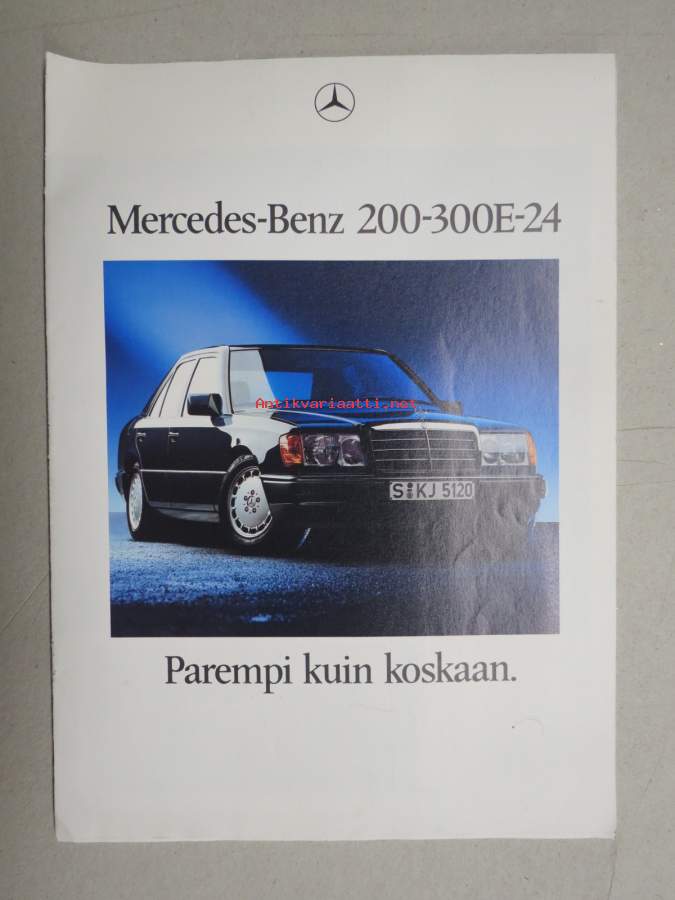 Mercedes-Benz 200-300E-24
Antikvariaatti.net
S KJ 5120
Parempi kuin koskaan.